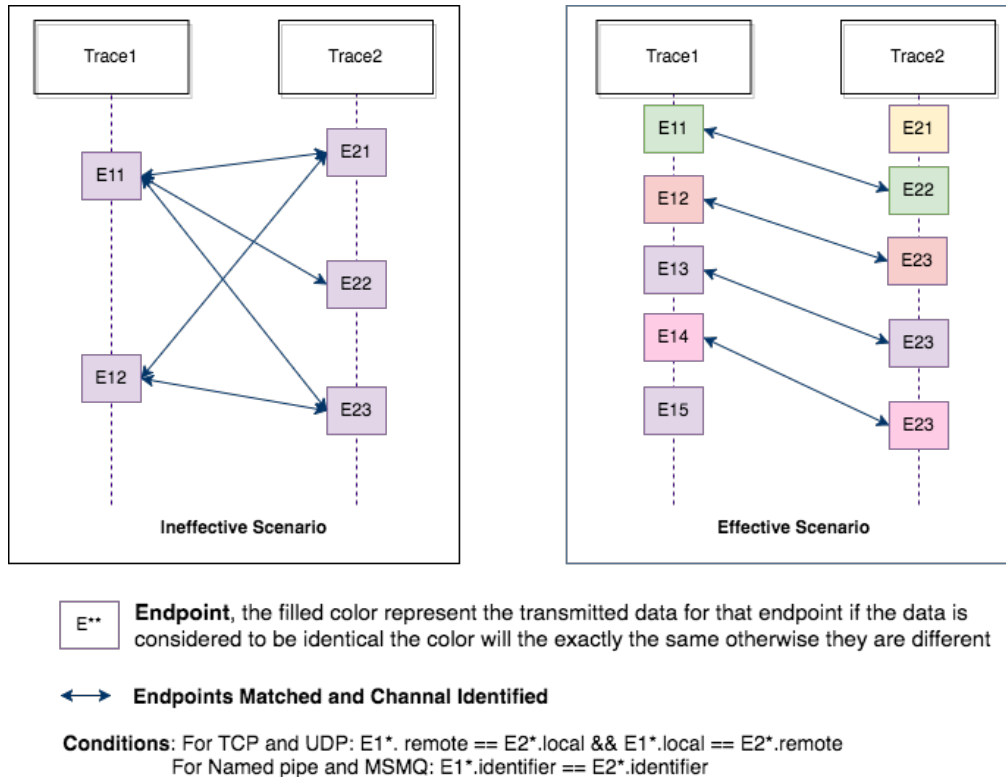 Trace1
Trace2
E11
E21
E22
E12
E23
Ineffective Scenario
Trace1
Trace2
E11
E21
E12
E22
E13
E23
E14
E23
E15
E23
Effective Scenario
E**
Endpoint, the filled color represent the transmitted data for that endpoint if the data is
considered to be identical the color will the exactly the same otherwise they are different
Endpoints Matched and Channal Identified
Conditions: For TCP and UDP: E1*. remote == E2*.local && E1*.local == E2*.remote
For Named pipe and MSMQ: E1*.identifier == E2*.identifier